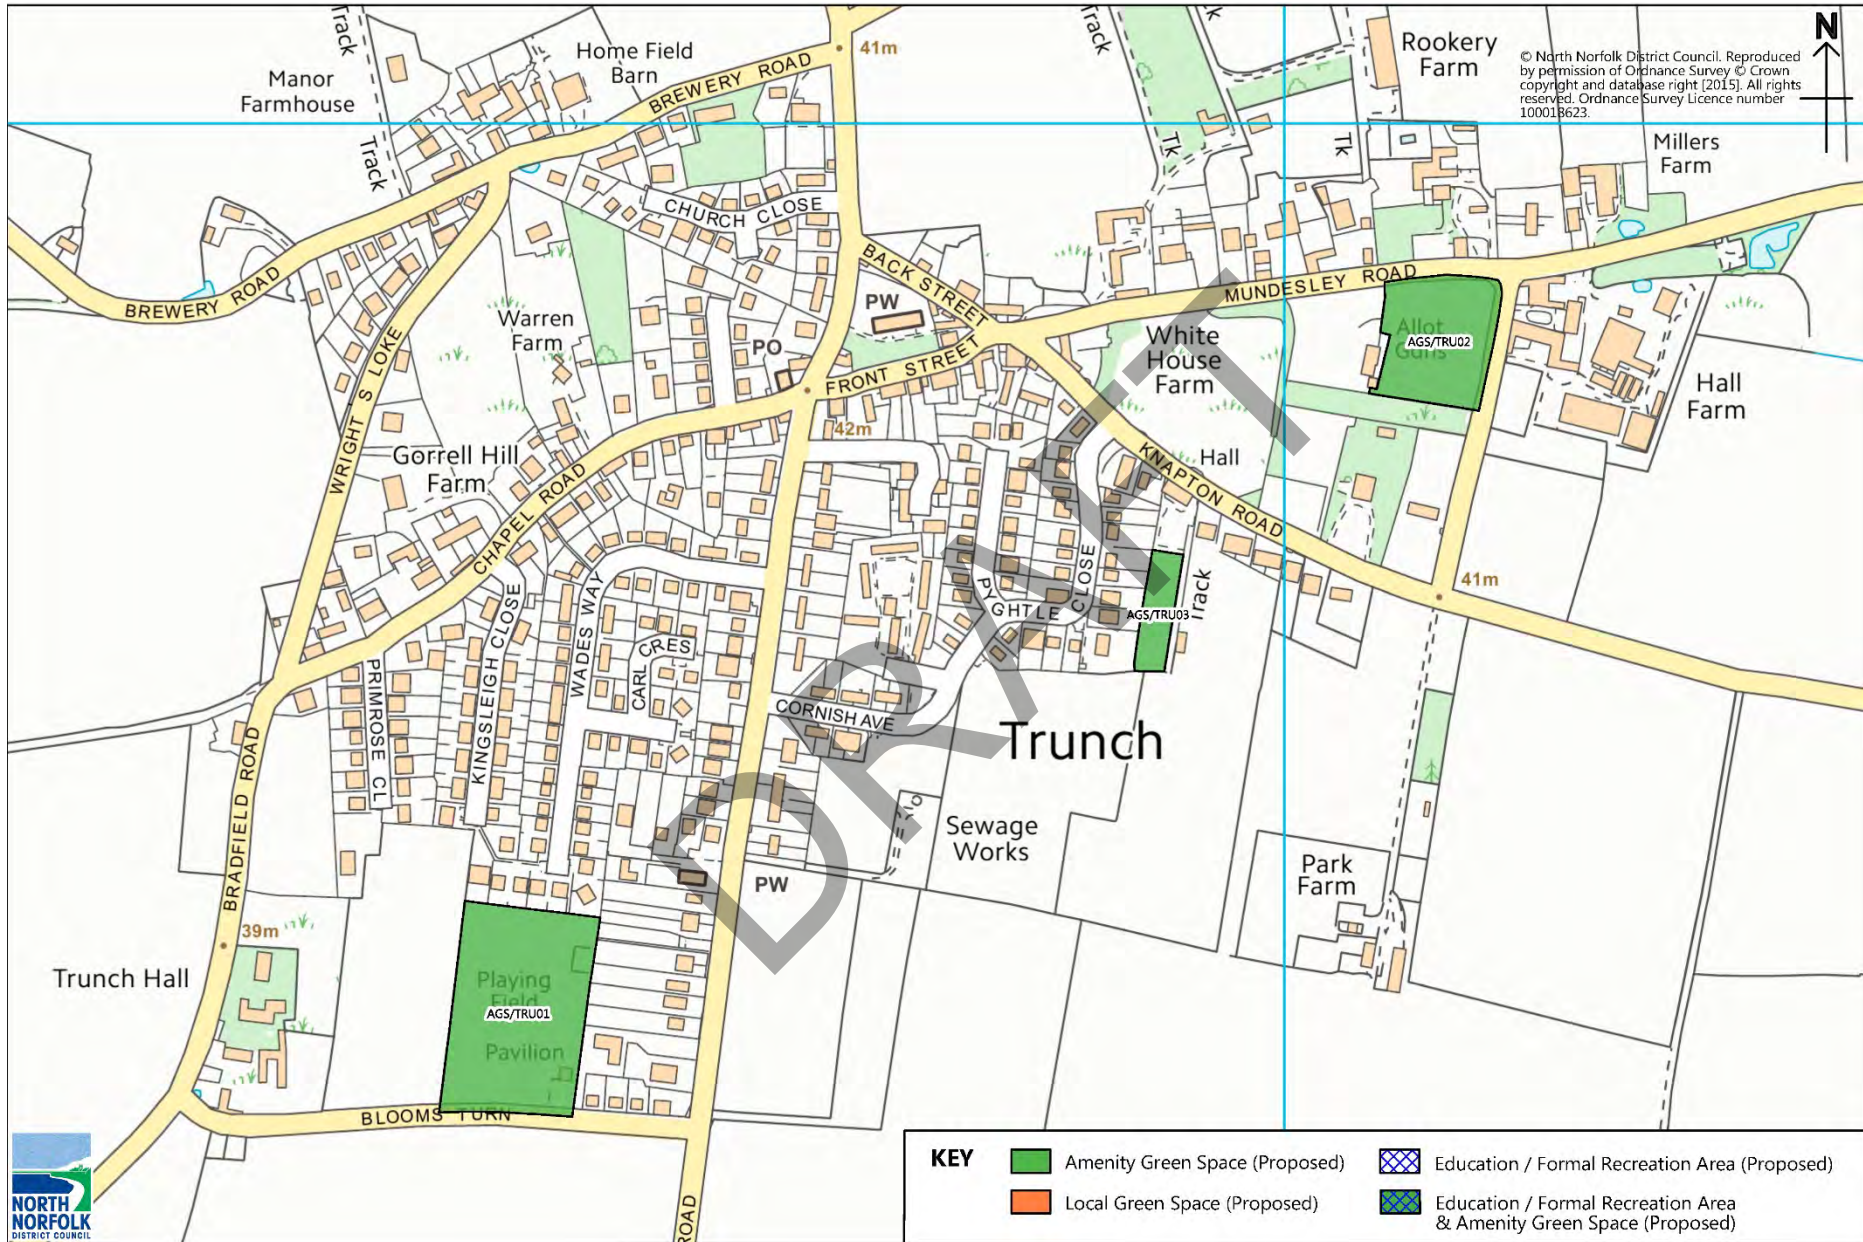 Track
Manor
Farmhouse
Home Field
Barn
BREWERY ROAD
41m
Track
Rookery
Farm
N
© North Norfolk District Council. Reproduced
by permission of Ordnance Survey © Crown
copyright and database right [2015]. All rights
reserved. Ordnance Survey Licence number
100018623.
Track
Tk
Tk
Millers
Farm
CHURCH CLOSE
BACK STREET
BREWERY ROAD
MUNDESLEY ROAD
PW
Warren
Farm
PO
FRONT STREET
White
House
Farm
Allot
Gdns
AGS/TRU02
Hall
Farm
WRIGHT S LOKE
42m
Gorrell Hill
Farm
CHAPEL ROAD
KNAPTON ROAD
Hall
41m
KINGSLEIGH CLOSE
WADES WAY
CARL CRES
PYGHTLE CLOSE
AGS/TRU03
Track
PRIMROSE CL
CORNISH AVE
Trunch
BRADFIELD ROAD
Sewage
Works
PW
Park
Farm
39m
Trunch Hall
Playing
Field
AGS/TRU01
Pavilion
BLOOMS TURN
ROAD
DRAFT
NORTH
NORFOLK
DISTRICT COUNCIL
KEY
Amenity Green Space (Proposed)
Local Green Space (Proposed)
Education / Formal Recreation Area (Proposed)
Education / Formal Recreation Area
& Amenity Green Space (Proposed)